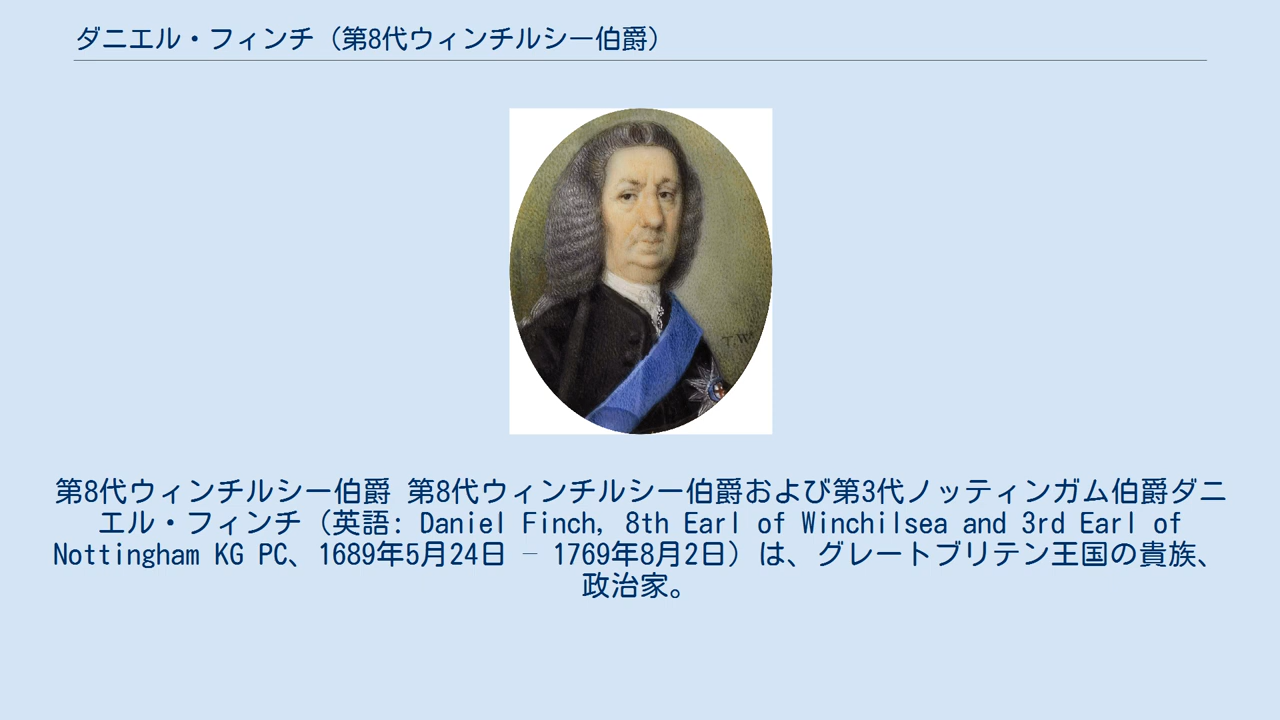 ダニエル・フィンチ（第8代ウィンチルシー伯爵）
T.W.
第8代ウィンチルシー伯爵 第8代ウィンチルシー伯爵および第3代ノッティンガム伯爵ダニ
エル・フィンチ（英語: Daniel Finch, 8th Earl of Winchilsea and 3rd Earl of
Nottingham KG PC、1689年5月24日 – 1769年8月2日）は、グレートブリテン王国の貴族、
政治家。